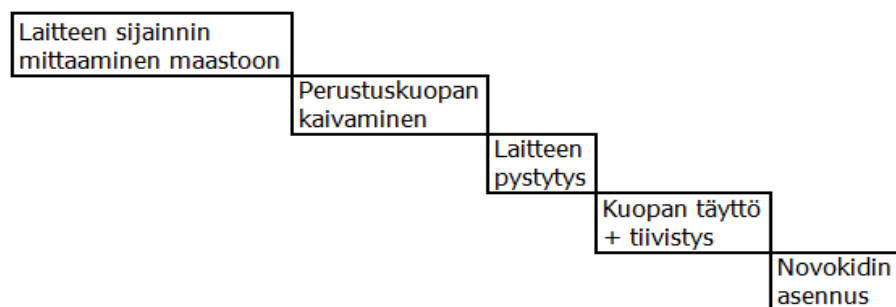 Laitteen sijainnin
mittaaminen maastoon
Perustuskuopan
kaivaminen
Laitteen
pystytys
Kuopan täyttö
+ tiivistys
Novokidin
asennus